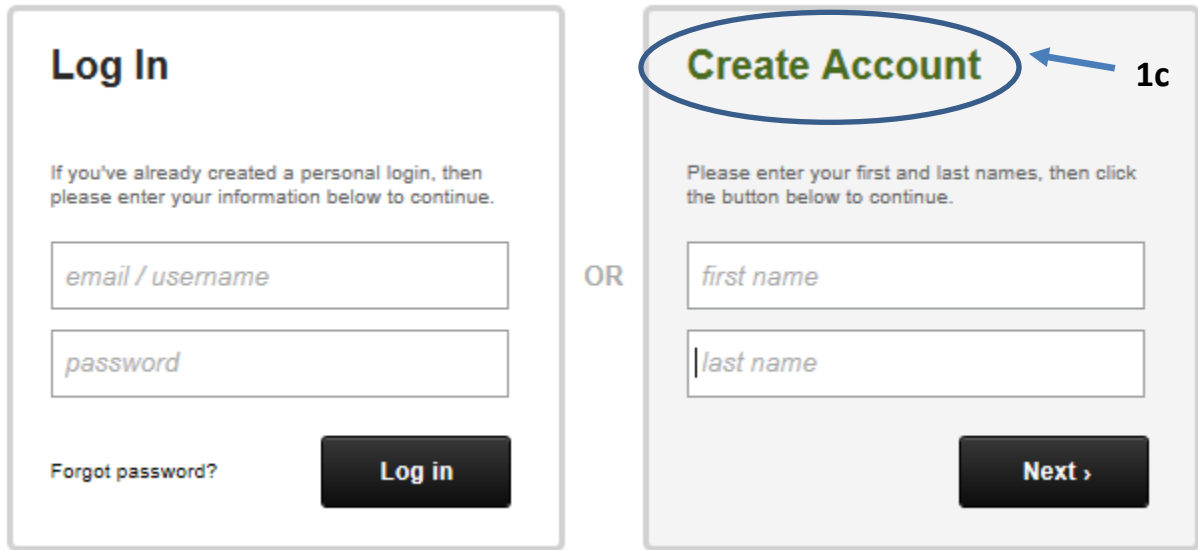 Log In
If you've already created a personal login, then
please enter your information below to continue.
email / username
password
Forgot password?
Log in
OR
Create Account
1c
Please enter your first and last names, then click
the button below to continue.
first name
last name
Next ›